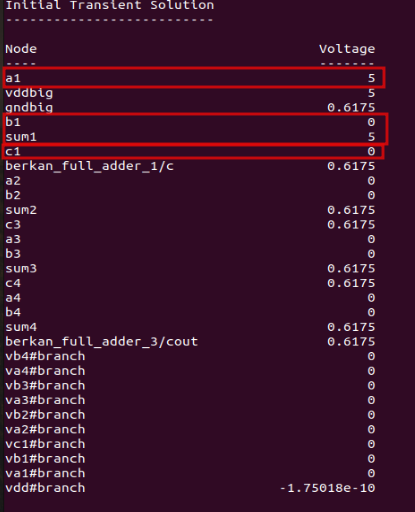 Initial Transient Solution
--------------------------
Node Voltage
---- -------
a1 5
vddbig 5
gndbig 0.6175
b1 0
sum1 5
c1 0
berkan_full_adder_1/c 0.6175
a2 0
b2 0
sum2 0.6175
c3 0.6175
a3 0
b3 0
sum3 0.6175
c4 0.6175
a4 0
b4 0
sum4 0.6175
berkan_full_adder_3/cout 0.6175
vb4#branch 0
va4#branch 0
vb3#branch 0
va3#branch 0
vb2#branch 0
va2#branch 0
vc1#branch 0
vb1#branch 0
va1#branch 0
vdd#branch -1.75018e-10